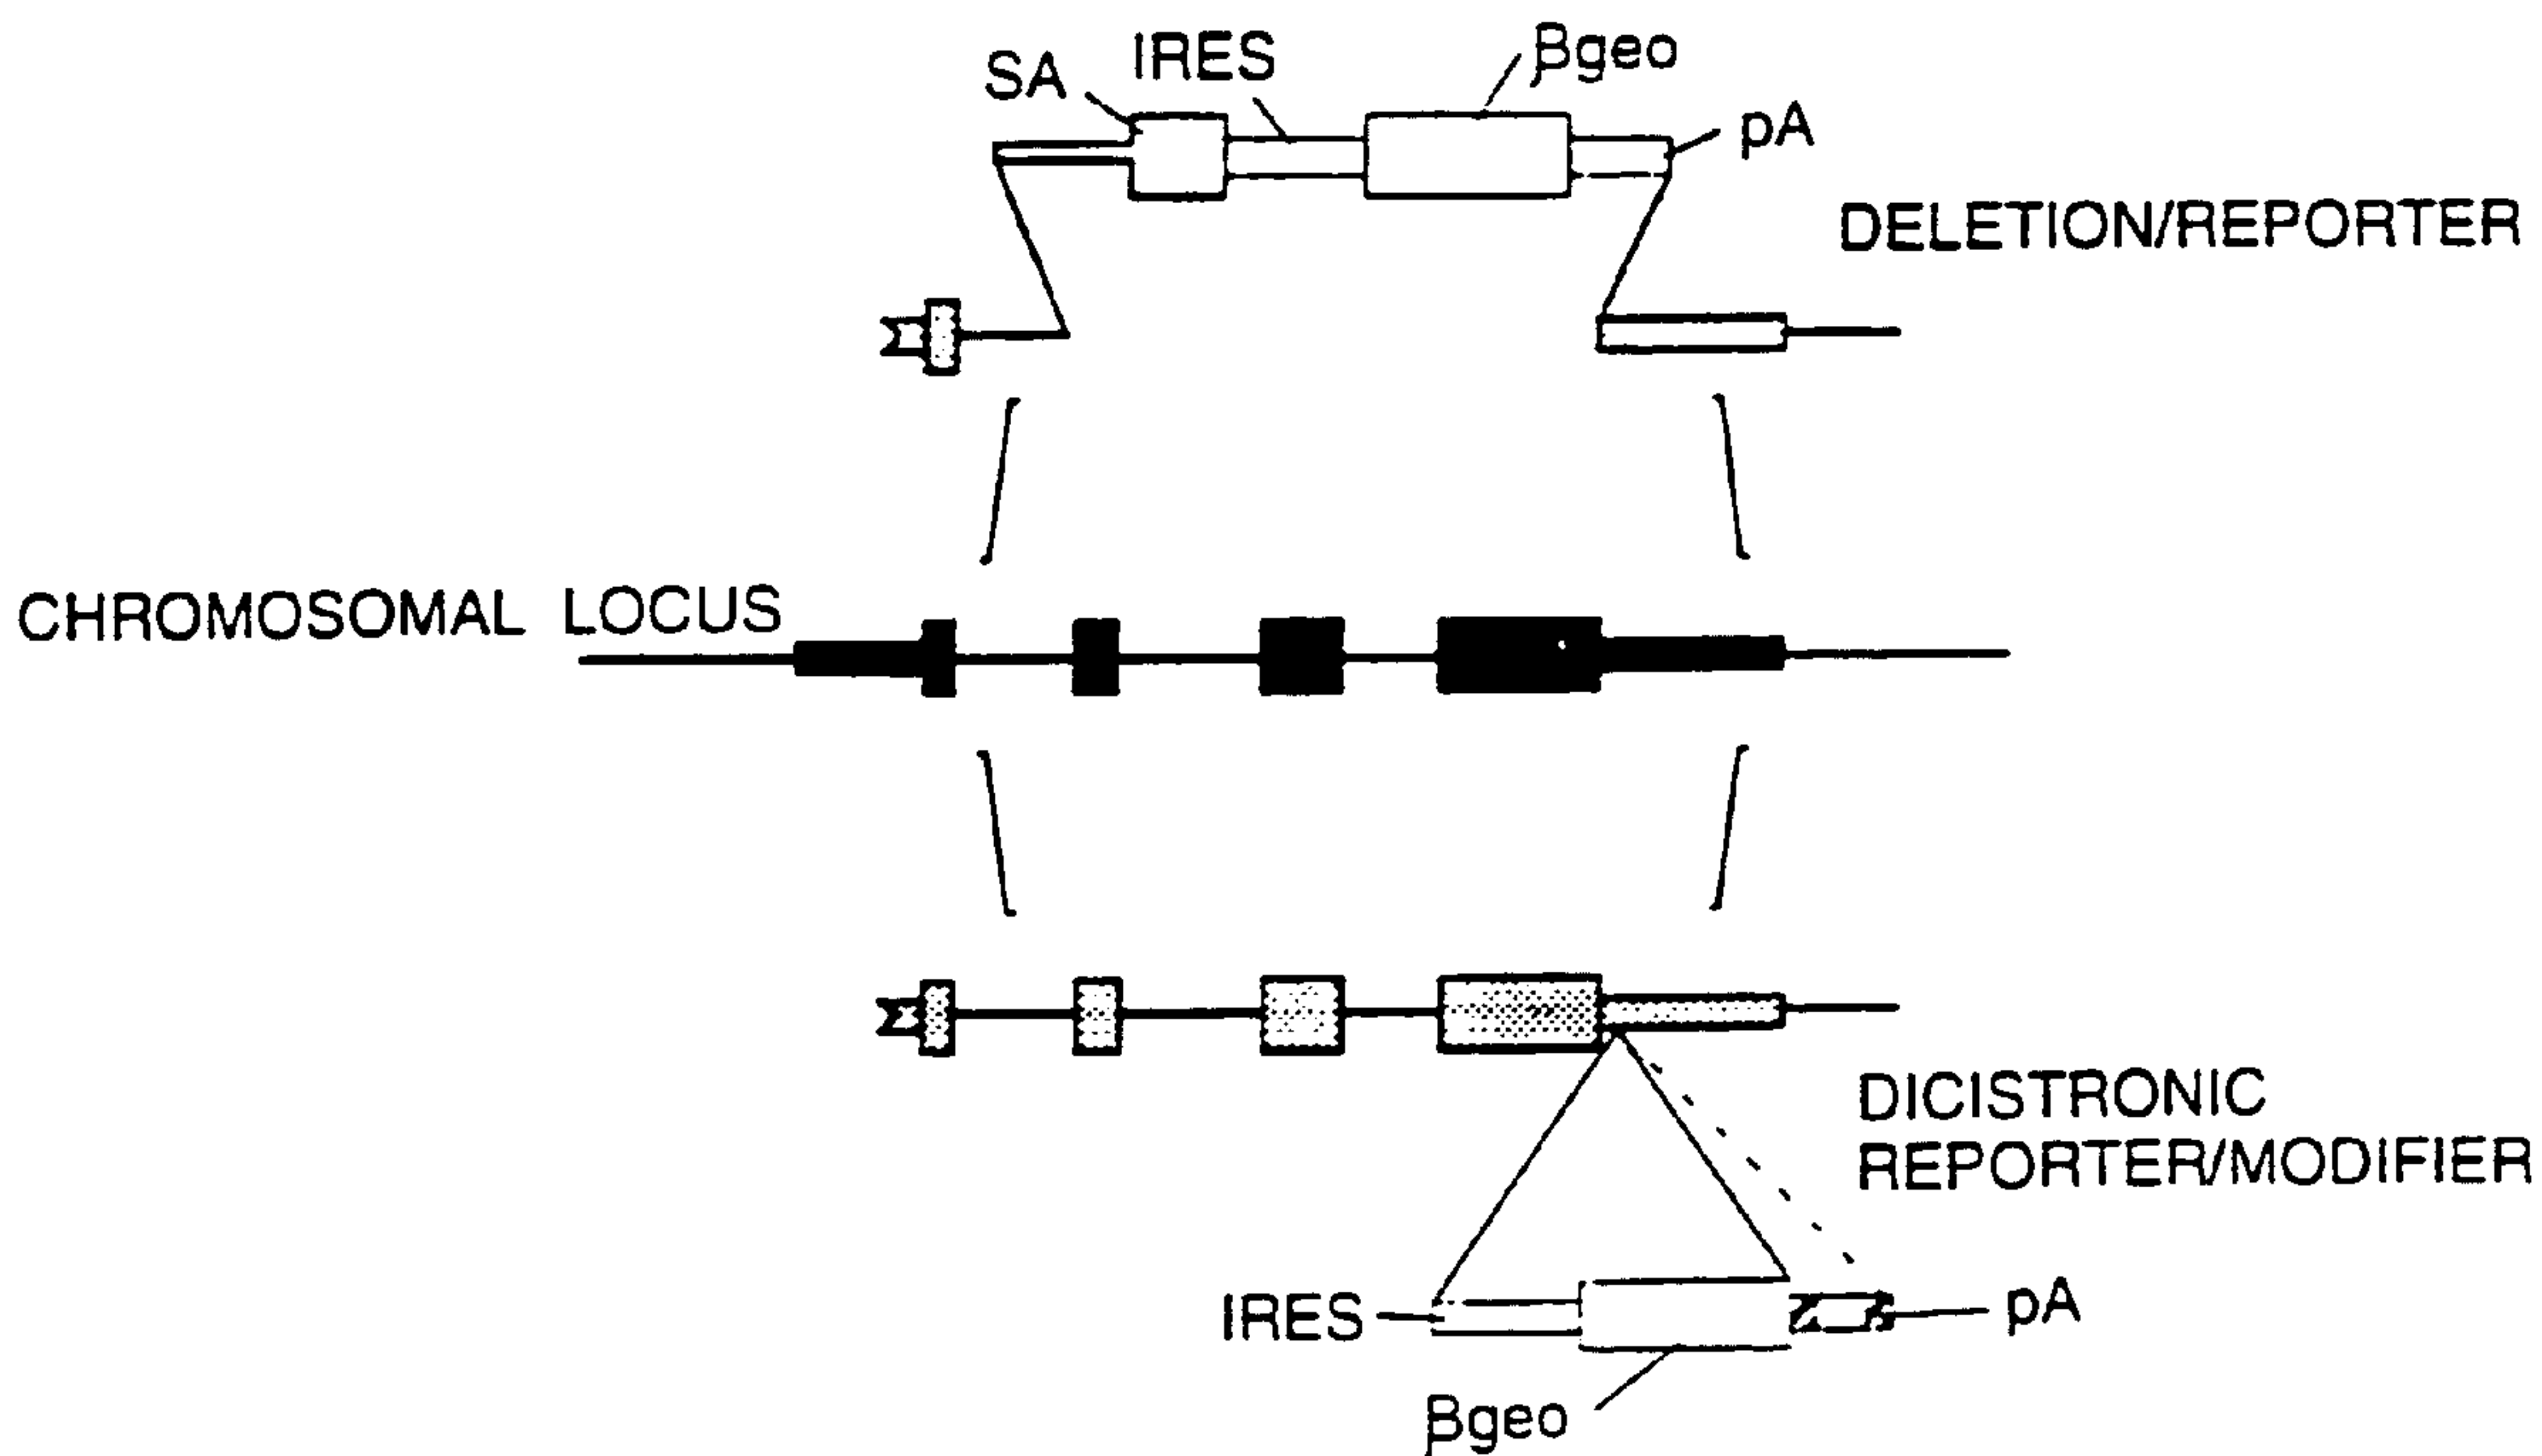 SA
IRES
βgeo
pA
DELETION/REPORTER
CHROMOSOMAL LOCUS
DICISTRONIC
REPORTER/MODIFIER
IRES
pA
βgeo